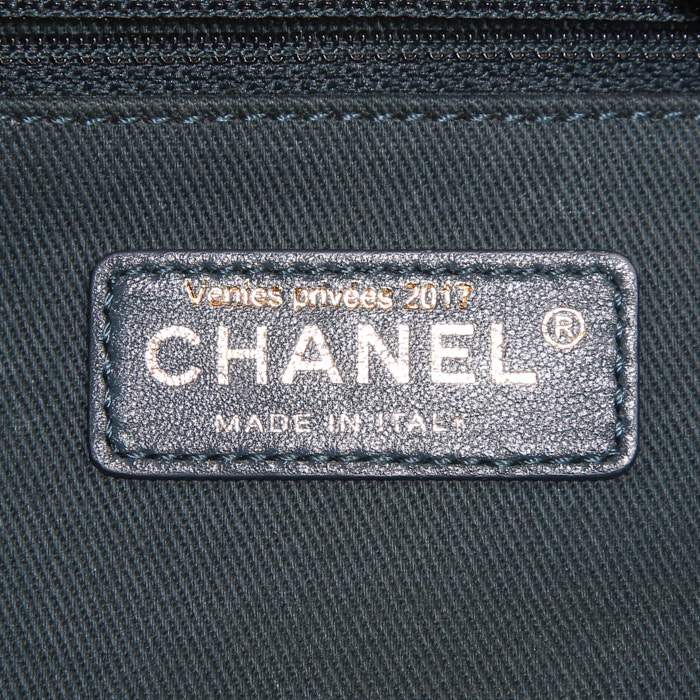 Ventes privées 2017
CHANEL®
MADE IN ITALY